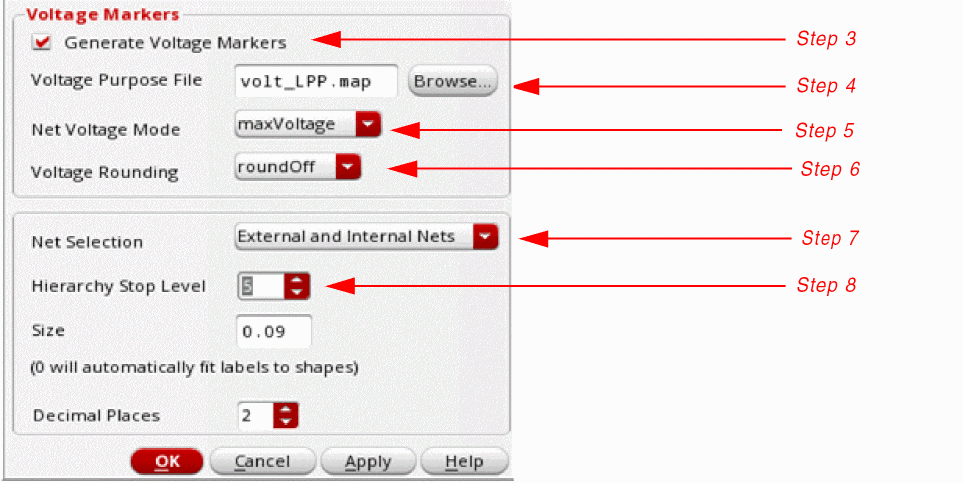 Voltage Markers
Generate Voltage Markers Step 3
Voltage Purpose File volt_LPP.map Browse... Step 4
Net Voltage Mode maxVoltage Step 5
Voltage Rounding roundOff Step 6
Net Selection External and Internal Nets Step 7
Hierarchy Stop Level 5 Step 8
Size 0.09
(0 will automatically fit labels to shapes)
Decimal Places 2
OK Cancel Apply Help